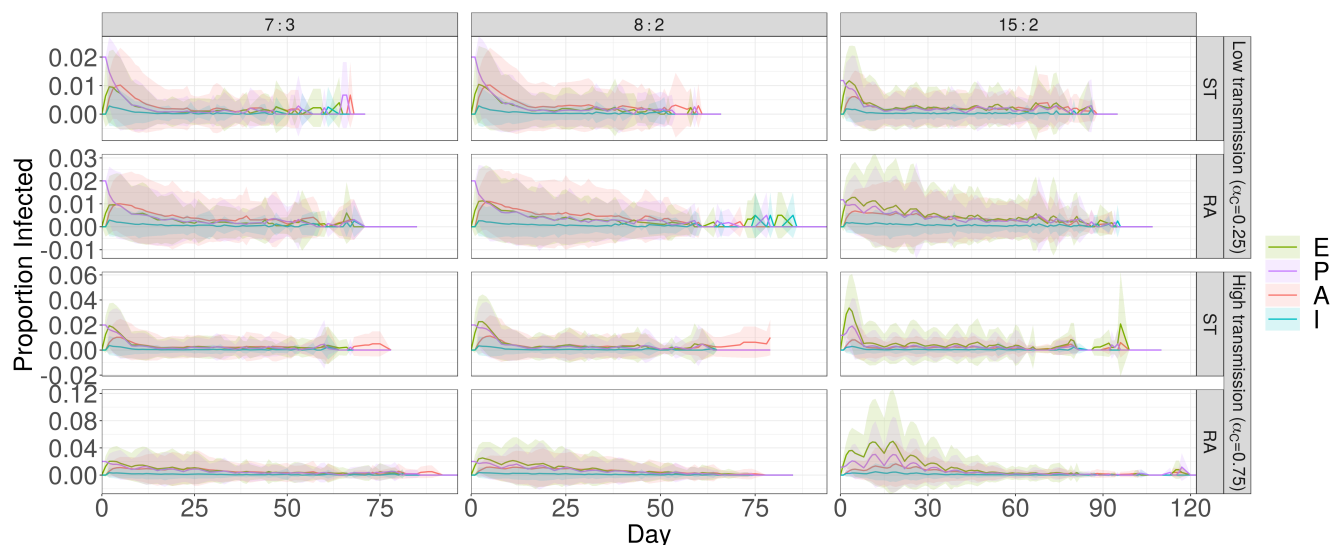 7 : 3
8 : 2
15 : 2
Proportion Infected
0.02
0.01
0.00
ST
0.03
0.02
0.01
0.00
-0.01
RA
Low transmission (αC=0.25)
0.06
0.04
0.02
0.00
-0.02
ST
0.12
0.08
0.04
0.00
RA
High transmission (αC=0.75)
0 25 50 75
0 25 50 75
0 30 60 90 120
Day
E
P
A
I